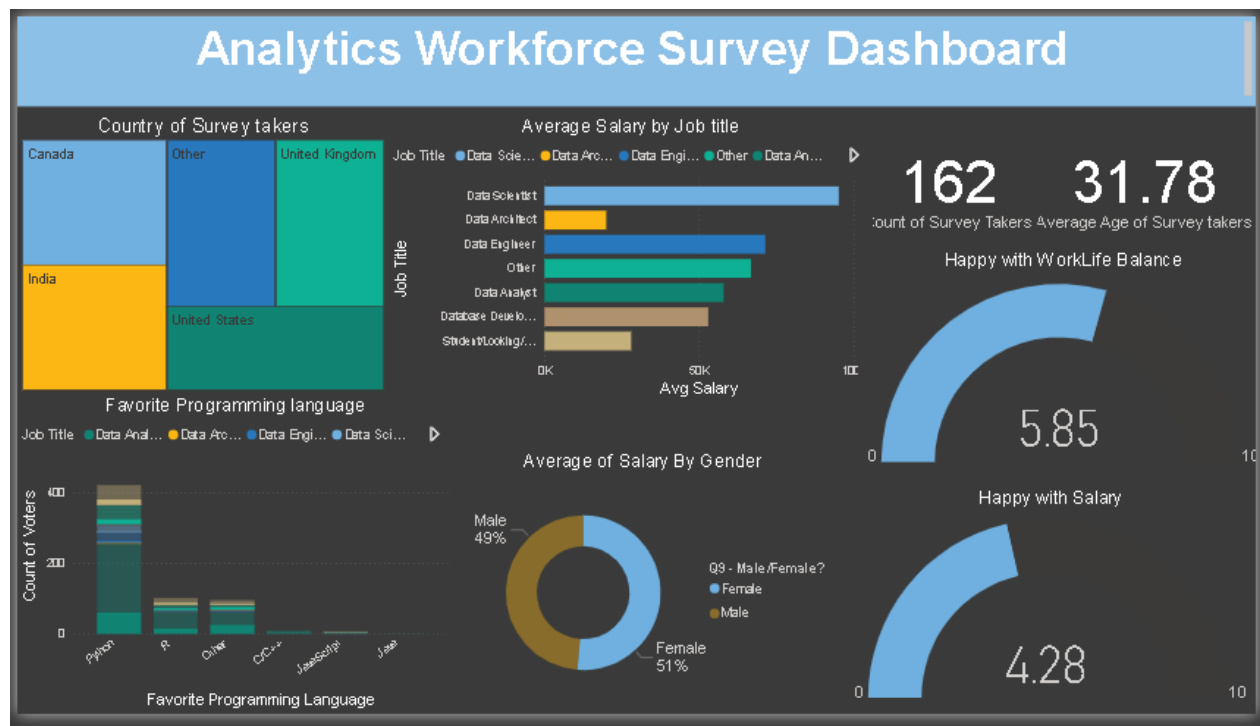 Analytics Workforce Survey Dashboard
Country of Survey takers
Canada
Other
United Kingdom
India
United States
Average Salary by Job title
Job Title Data Scie... Data Arc... Data Engi... Other Data An...
Job Title
Data Scientist
Data Architect
Data Engineer
Other
Data Analyst
Database Develo...
Student/Looking/...
0K 50K 100
Avg Salary
162
ount of Survey Takers
31.78
Average Age of Survey takers
Happy with WorkLife Balance
5.85
0 10
Favorite Programming language
Job Title Data Anal... Data Arc... Data Engi... Data Sci...
Count of Voters
400
200
0
Python R Other C/C++ JavaScript Java
Favorite Programming Language
Average of Salary By Gender
Male
49%
Female
51%
Q9 - Male/Female?
Female
Male
Happy with Salary
4.28
0 10